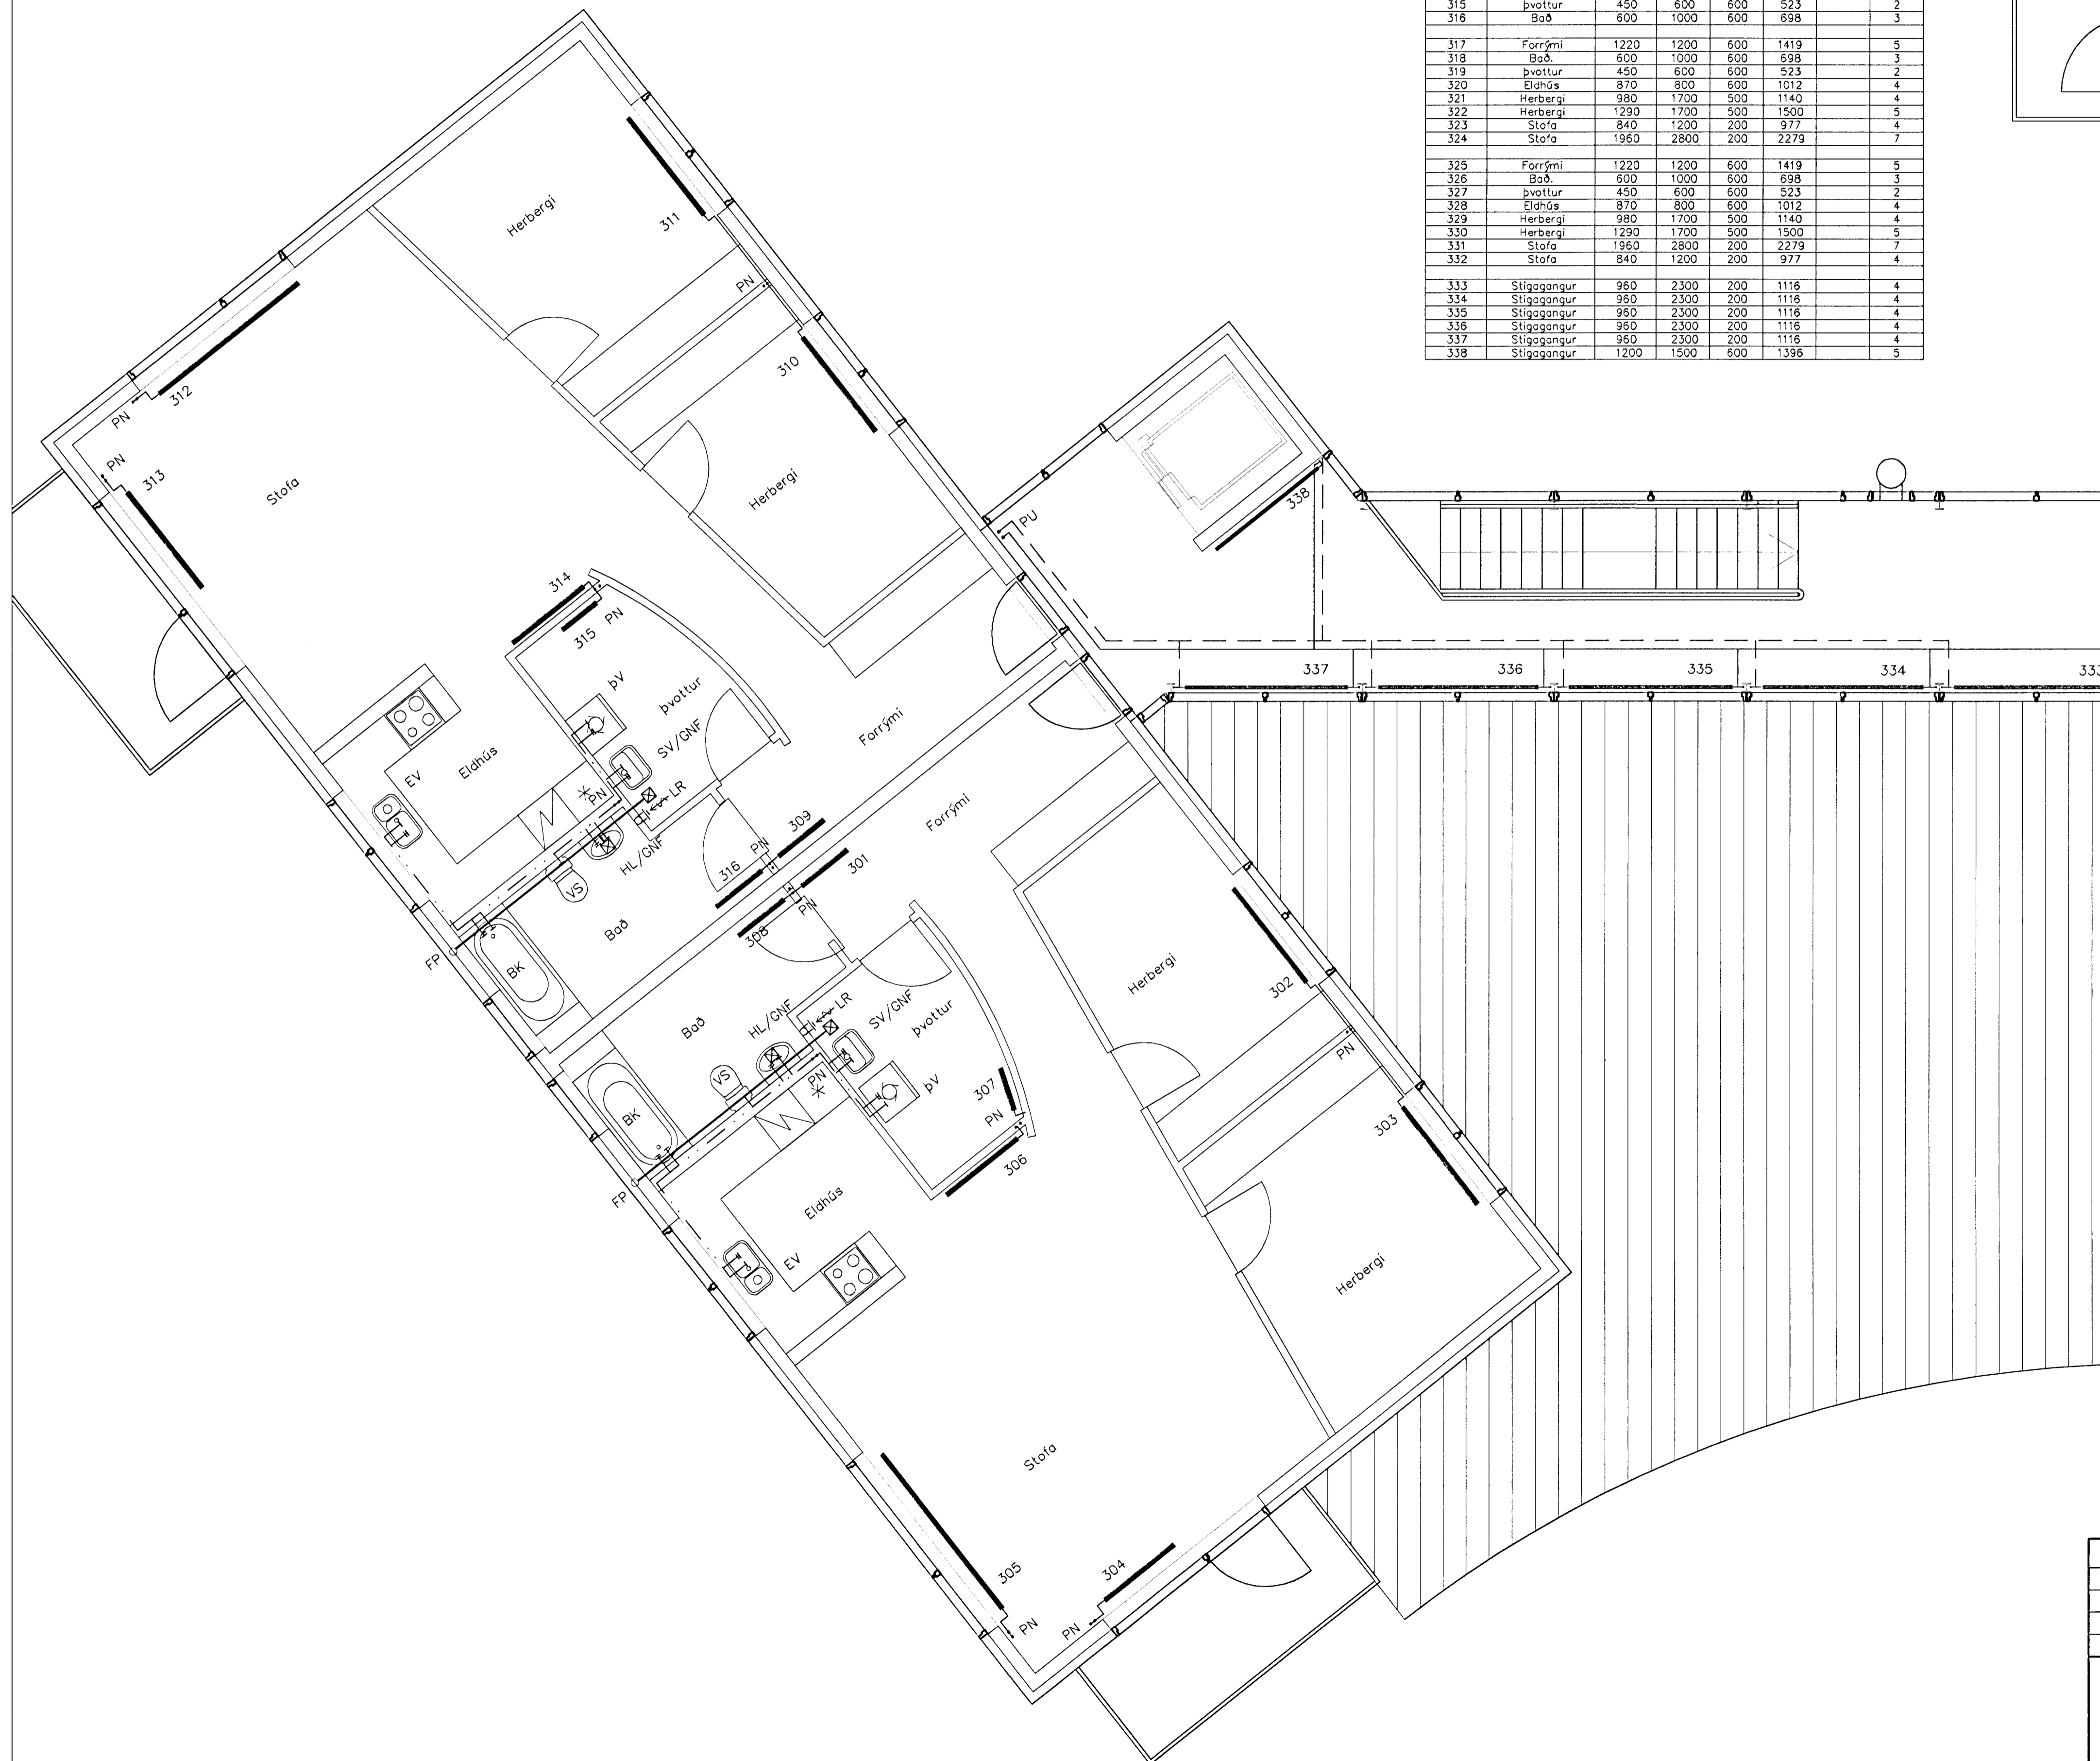 315 þvottur 450 600 600 523 2
316 Bað 600 1000 600 698 3
317 Forrými 1220 1200 600 1419 5
318 Bað. 600 1000 600 698 3
319 þvottur 450 600 600 523 2
320 Eldhús 870 800 600 1012 4
321 Herbergi 980 1700 500 1140 4
322 Herbergi 1290 1700 500 1500 5
323 Stofa 840 1200 200 977 4
324 Stofa 1960 2800 200 2279 7
325 Forrými 1220 1200 600 1419 5
326 Bað. 600 1000 600 698 3
327 þvottur 450 600 600 523 2
328 Eldhús 870 800 600 1012 4
329 Herbergi 980 1700 500 1140 4
330 Herbergi 1290 1700 500 1500 5
331 Stofa 1960 2800 200 2279 7
332 Stofa 840 1200 200 977 4
333 Stigagangur 960 2300 200 1116 4
334 Stigagangur 960 2300 200 1116 4
335 Stigagangur 960 2300 200 1116 4
336 Stigagangur 960 2300 200 1116 4
337 Stigagangur 960 2300 200 1116 4
338 Stigagangur 1200 1500 600 1396 5
Herbergi
311
PN
310
312
PN
PN
313
Stofa
Herbergi
338
PU
314
315
PN
þV
þvottur
SV/GNF
Forrými
337
336
335
334
333
EV
Eldhús
PN
LR
HL/GNF
VS
309
PN
316
301
Forrými
PN
308
Bað
FP
BK
Herbergi
302
PN
Bað
HL/GNF
LR
SV/GNF
þvottur
VS
PN
þV
307
PN
306
303
BK
FP
Eldhús
EV
Herbergi
Stofa
305
304
PN
PN